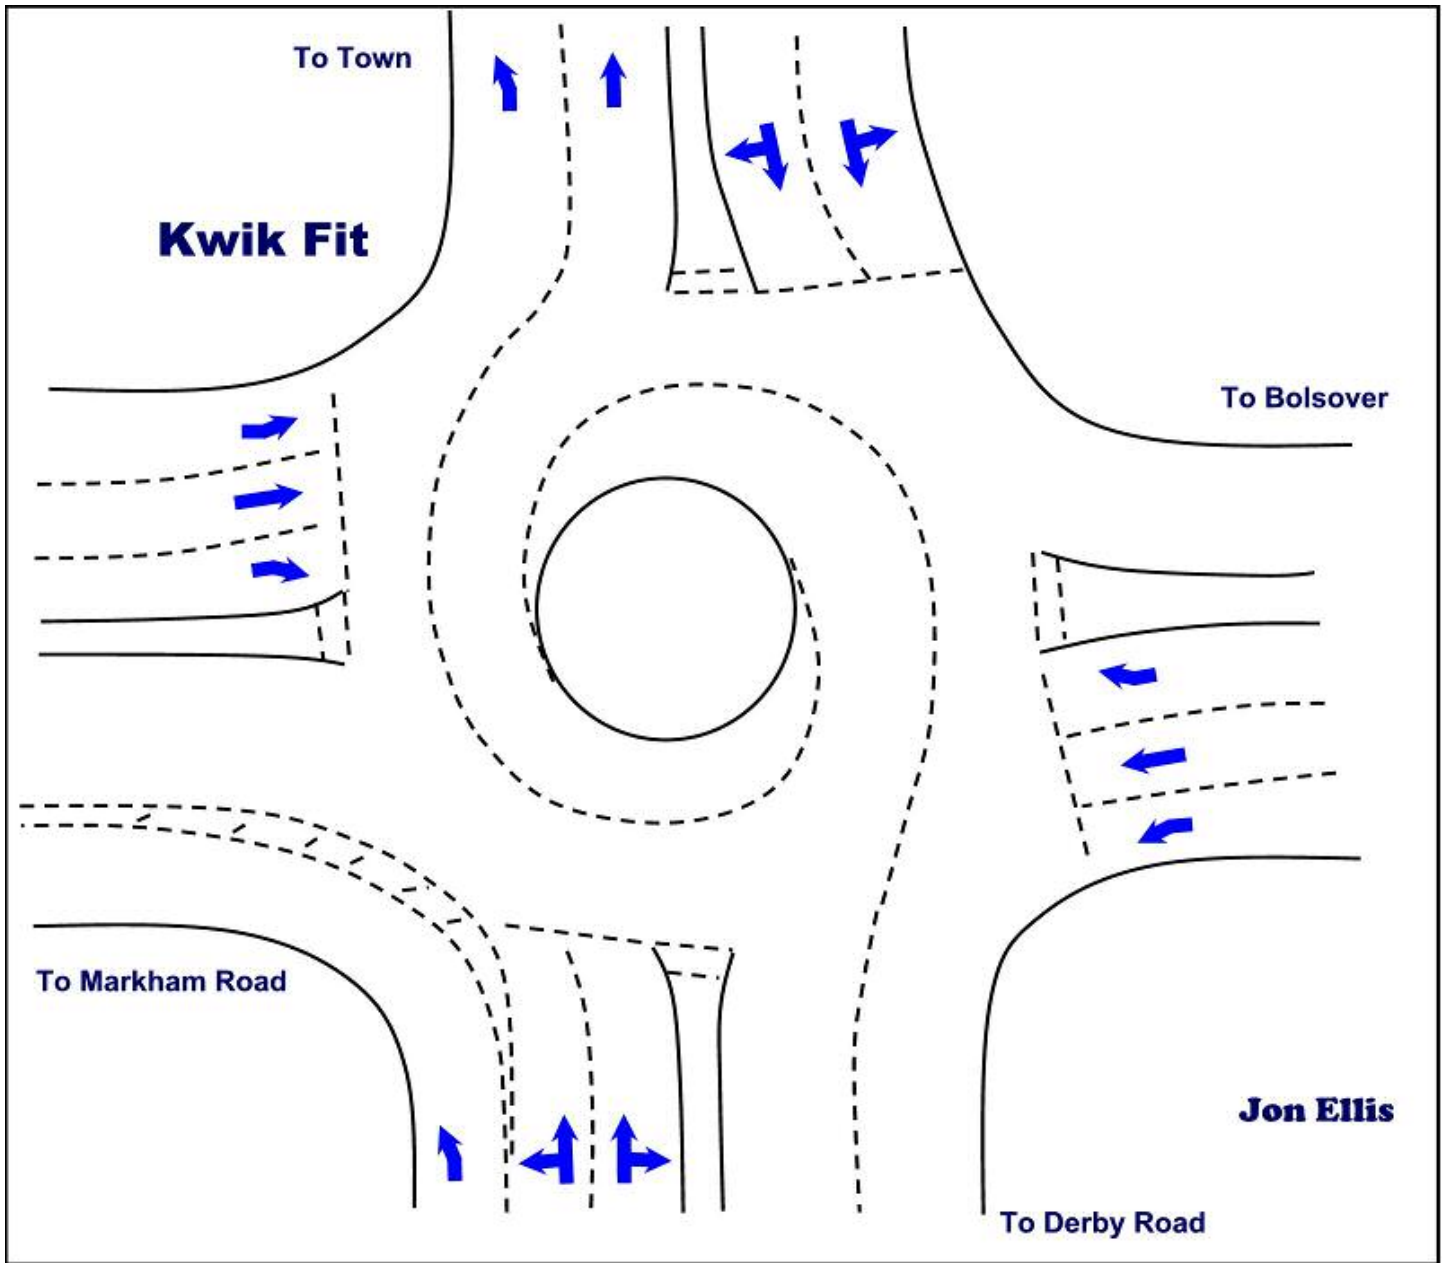 To Town
Kwik Fit
To Bolsover
To Markham Road
Jon Ellis
To Derby Road